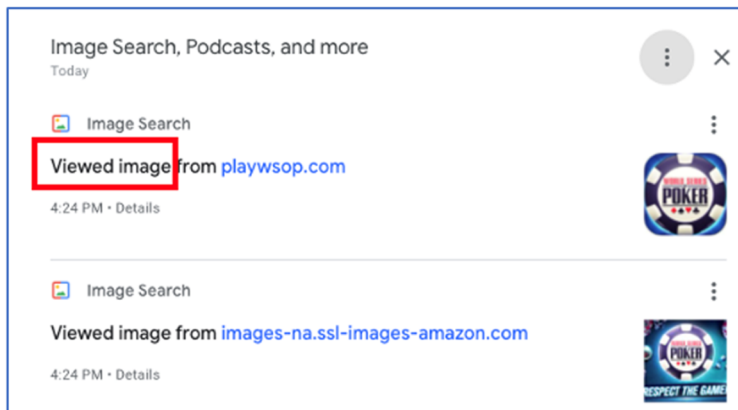 Image Search, Podcasts, and more
Today
Image Search
Viewed image from playwsop.com
WORLD SERIES
POKER
4:24 PM • Details
Image Search
Viewed image from images-na.ssl-images-amazon.com
WORLD SERIES
POKER
RESPECT THE GAME
4:24 PM • Details